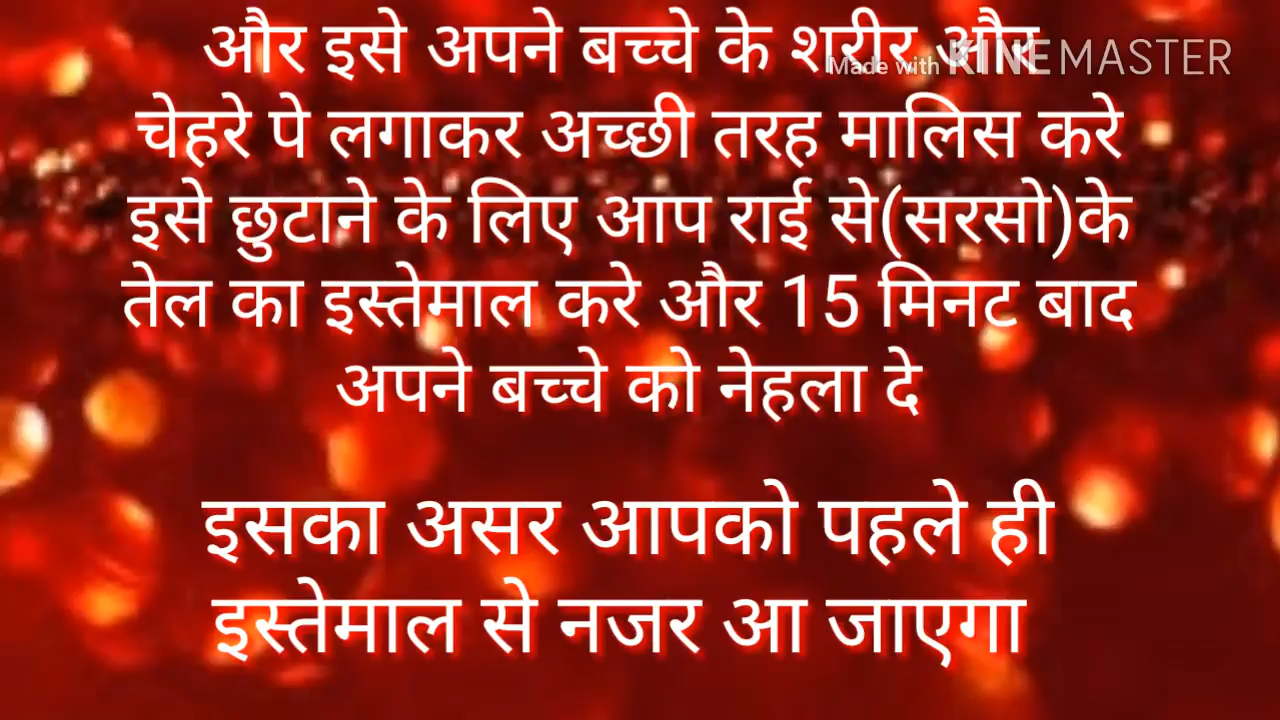 और इसे अपने बच्चे के शरीर और
Made with KINEMASTER
चेहरे पे लगाकर अच्छी तरह मालिस करे
इसे छुटाने के लिए आप राई से(सरसो)के
तेल का इस्तेमाल करे और 15 मिनट बाद
अपने बच्चे को नेहला दे
इसका असर आपको पहले ही
इस्तेमाल से नजर आ जाएगा